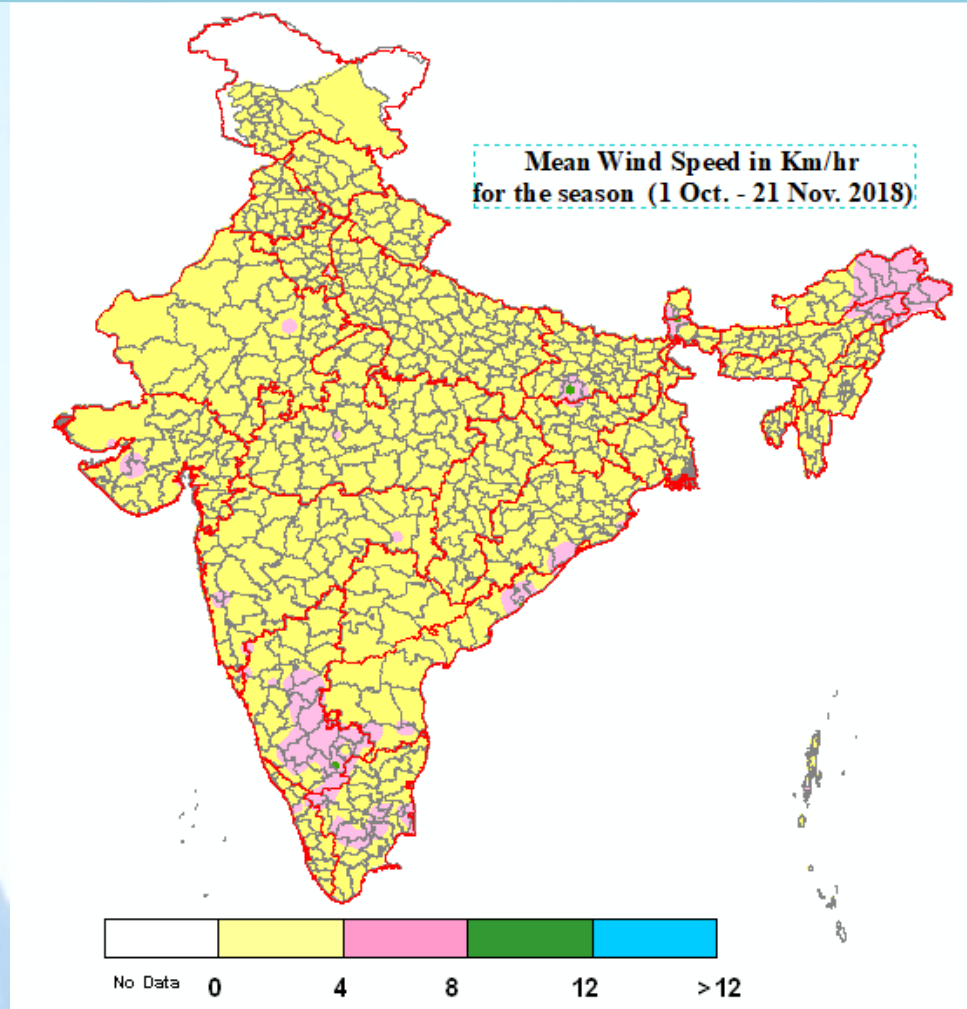 Mean Wind Speed in Km/hr
for the season (1 Oct. - 21 Nov. 2018)
No Data 0 4 8 12 >12